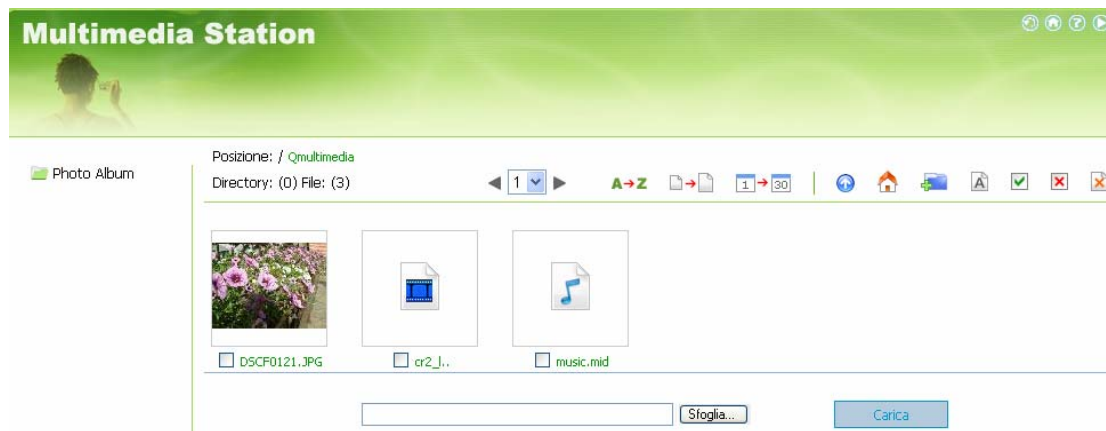 Multimedia Station
Photo Album
Posizione: / Qmultimedia
Directory: (0) File: (3)
1
A→Z
1→30
A
DSCF0121.JPG
cr2_l..
music.mid
Sfoglia...
Carica